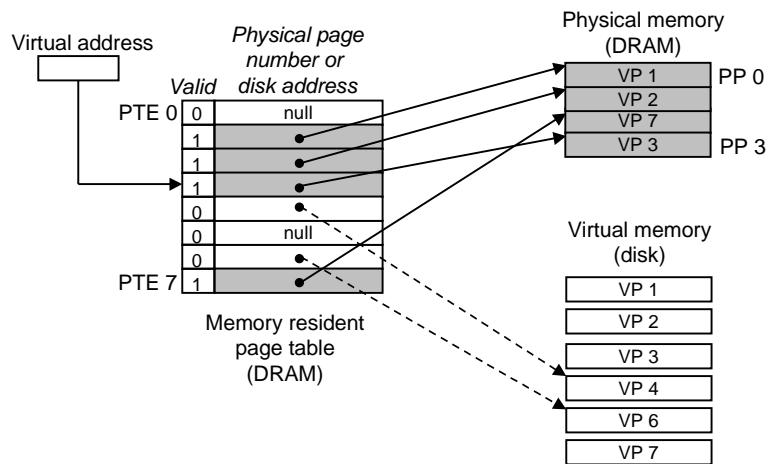 Virtual address
Physical page
number or
disk address
Valid
PTE 0
0
null
1
1
1
0
0
null
0
PTE 7
1
Memory resident
page table
(DRAM)
Physical memory
(DRAM)
VP 1
PP 0
VP 2
VP 7
VP 3
PP 3
Virtual memory
(disk)
VP 1
VP 2
VP 3
VP 4
VP 6
VP 7